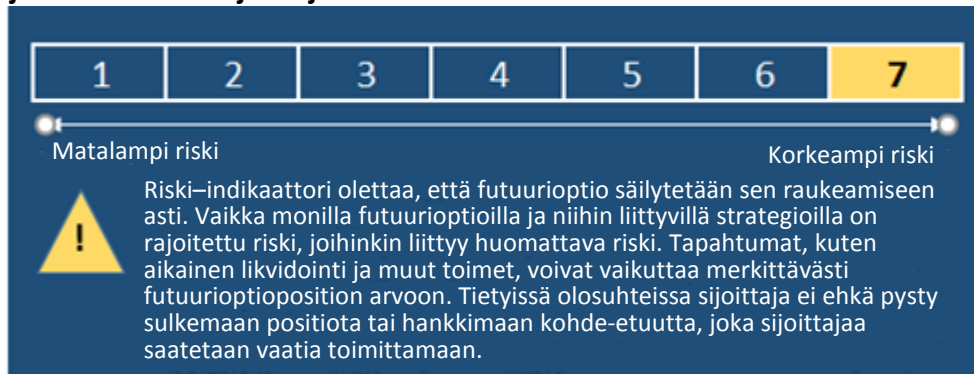 1 2 3 4 5 6 7
Matalampi riski Korkeampi riski
Riski–indikaattori olettaa, että futuurioptio säilytetään sen raukeamiseen
asti. Vaikka monilla futuurioptioilla ja niihin liittyvillä strategioilla on
! rajoitettu riski, joihinkin liittyy huomattava riski. Tapahtumat, kuten
aikainen likvidointi ja muut toimet, voivat vaikuttaa merkittävästi
futuurioptioposition arvoon. Tietyissä olosuhteissa sijoittaja ei ehkä pysty
sulkemaan positiota tai hankkimaan kohde-etuutta, joka sijoittajaa
saatetaan vaatia toimittamaan.